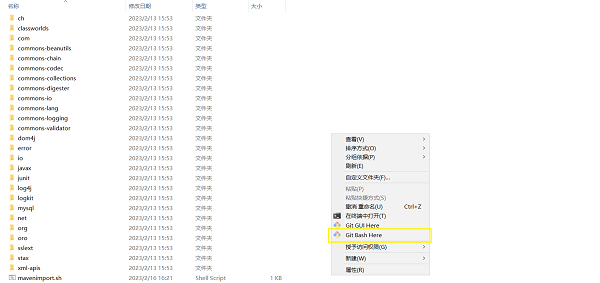 名称 修改日期 类型 大小
ch 2023/2/13 15:53 文件夹
classworlds 2023/2/13 15:53 文件夹
com 2023/2/13 15:53 文件夹
commons-beanutils 2023/2/13 15:53 文件夹
commons-chain 2023/2/13 15:53 文件夹
commons-codec 2023/2/13 15:53 文件夹
commons-collections 2023/2/13 15:53 文件夹
commons-digester 2023/2/13 15:53 文件夹
commons-io 2023/2/13 15:53 文件夹
commons-lang 2023/2/13 15:53 文件夹
commons-logging 2023/2/13 15:53 文件夹
commons-validator 2023/2/13 15:53 文件夹
dom4j 2023/2/13 15:53 文件夹
error 2023/2/13 15:53 文件夹
io 2023/2/13 15:53 文件夹
javax 2023/2/13 15:53 文件夹
junit 2023/2/13 15:53 文件夹
log4j 2023/2/13 15:53 文件夹
logkit 2023/2/13 15:53 文件夹
mysql 2023/2/13 15:53 文件夹
net 2023/2/13 15:53 文件夹
org 2023/2/13 15:53 文件夹
oro 2023/2/13 15:53 文件夹
sslext 2023/2/13 15:53 文件夹
stax 2023/2/13 15:53 文件夹
xml-apis 2023/2/13 15:53 文件夹
mavenimport.sh 2023/2/16 16:21 Shell Script 1 KB
查看(V)
排序方式(O)
分组依据(P)
刷新(E)
自定义文件夹(F)...
粘贴(P)
粘贴快捷方式(S)
撤消 重命名(U) Ctrl+Z
在终端中打开(T)
Git GUI Here
Git Bash Here
授予访问权限(G)
新建(W)
属性(R)